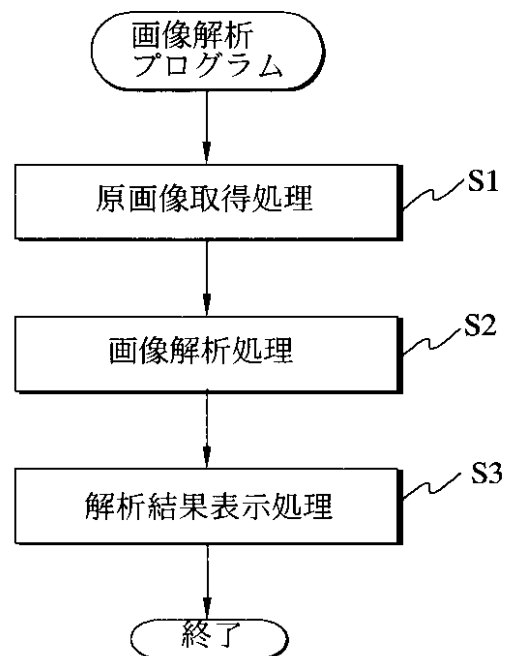 画像解析
プログラム
原画像取得処理
S1
画像解析処理
S2
解析結果表示処理
S3
終了